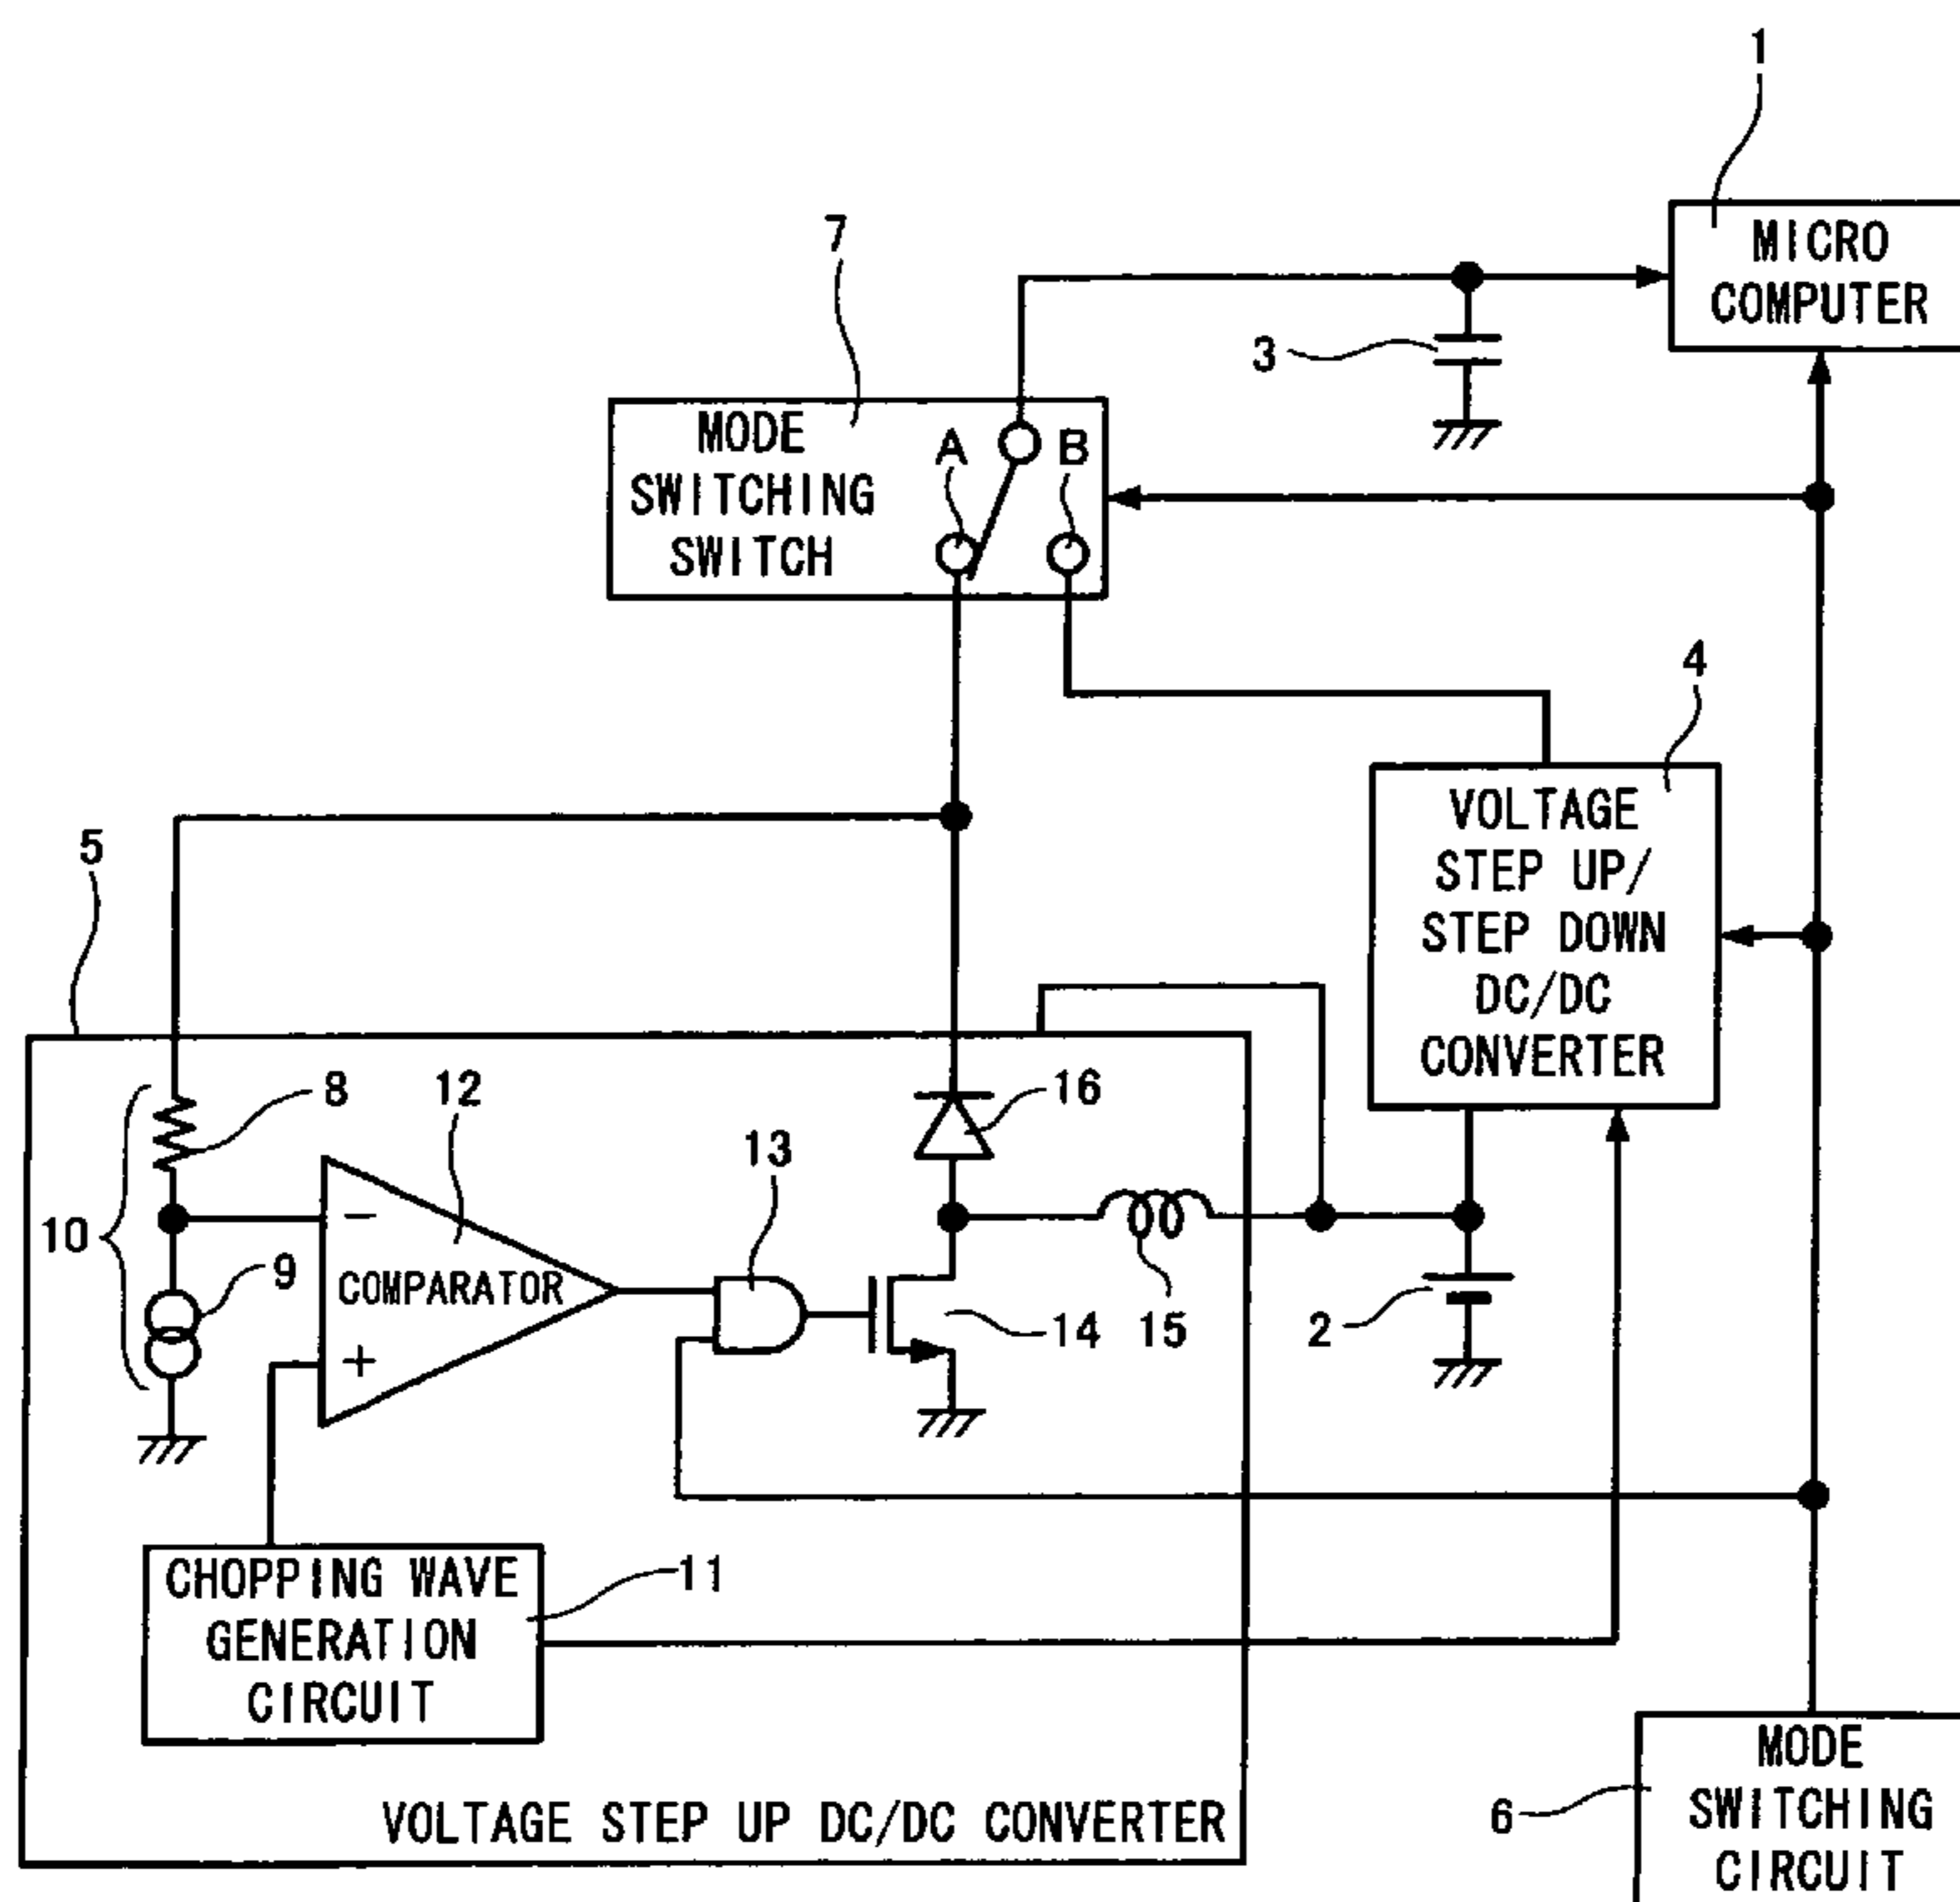 1
MICRO
COMPUTER
7
3
MODE
SWITCHING
SWITCH
A
B
4
VOLTAGE
STEP UP/
STEP DOWN
DC/DC
CONVERTER
5
8
12
16
13
10
−
COMPARATOR
+
9
14
15
2
CHOPPING WAVE
GENERATION
CIRCUIT
11
VOLTAGE STEP UP DC/DC CONVERTER
MODE
SWITCHING
CIRCUIT
6